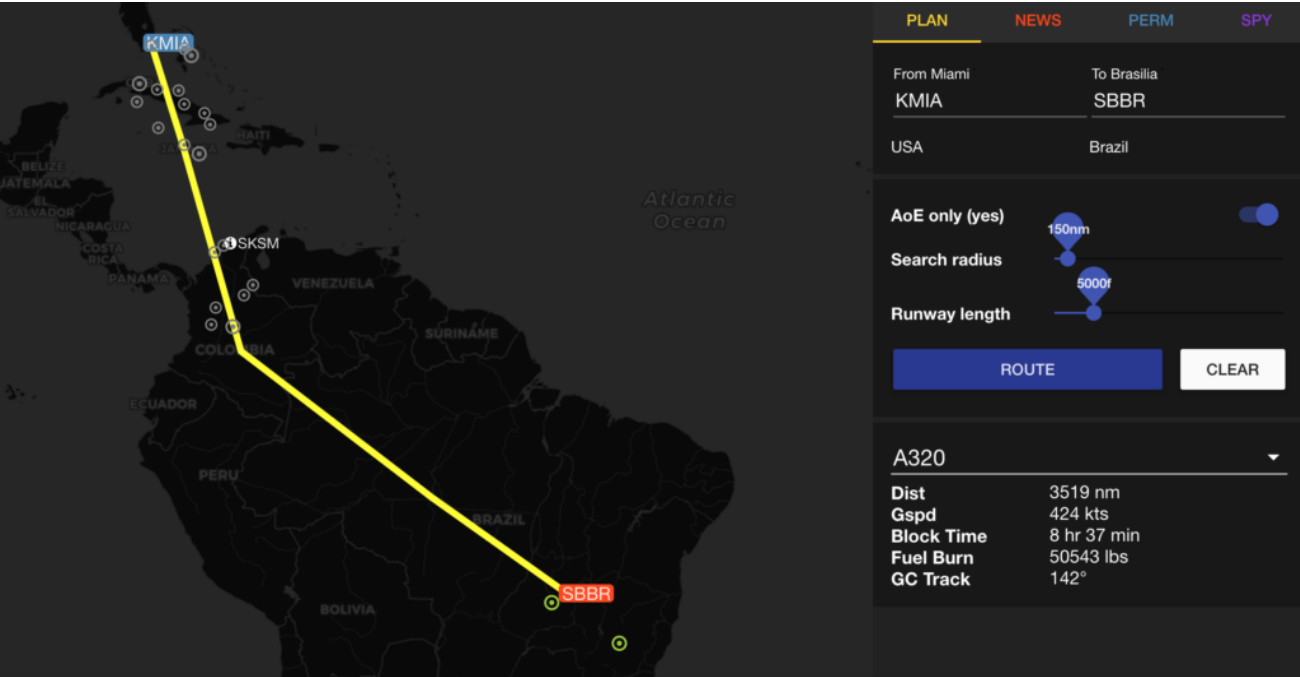 KMIA
HAITI
BELIZE
EL
SALVADOR
NICARAGUA
COSTA
RICA
PANAMA
SKSM
VENEZUELA
Atlantic
Ocean
SURINAME
COLOMBIA
ECUADOR
PERU
BRAZIL
SBBR
BOLIVIA
PLAN NEWS PERM SPY
From Miami To Brasilia
KMIA SBBR
USA Brazil
AoE only (yes)
150nm
Search radius
5000f
Runway length
ROUTE CLEAR
A320
Dist 3519 nm
Gspd 424 kts
Block Time 8 hr 37 min
Fuel Burn 50543 lbs
GC Track 142°